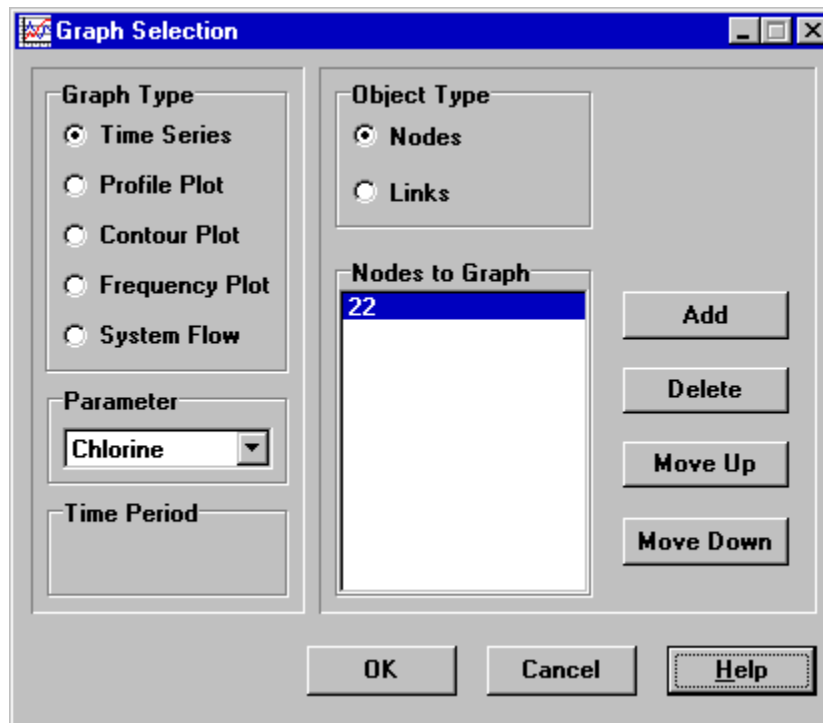 Graph Selection
Graph Type
Time Series
Profile Plot
Contour Plot
Frequency Plot
System Flow
Parameter
Chlorine
Time Period
Object Type
Nodes
Links
Nodes to Graph
22
Add
Delete
Move Up
Move Down
OK
Cancel
Help